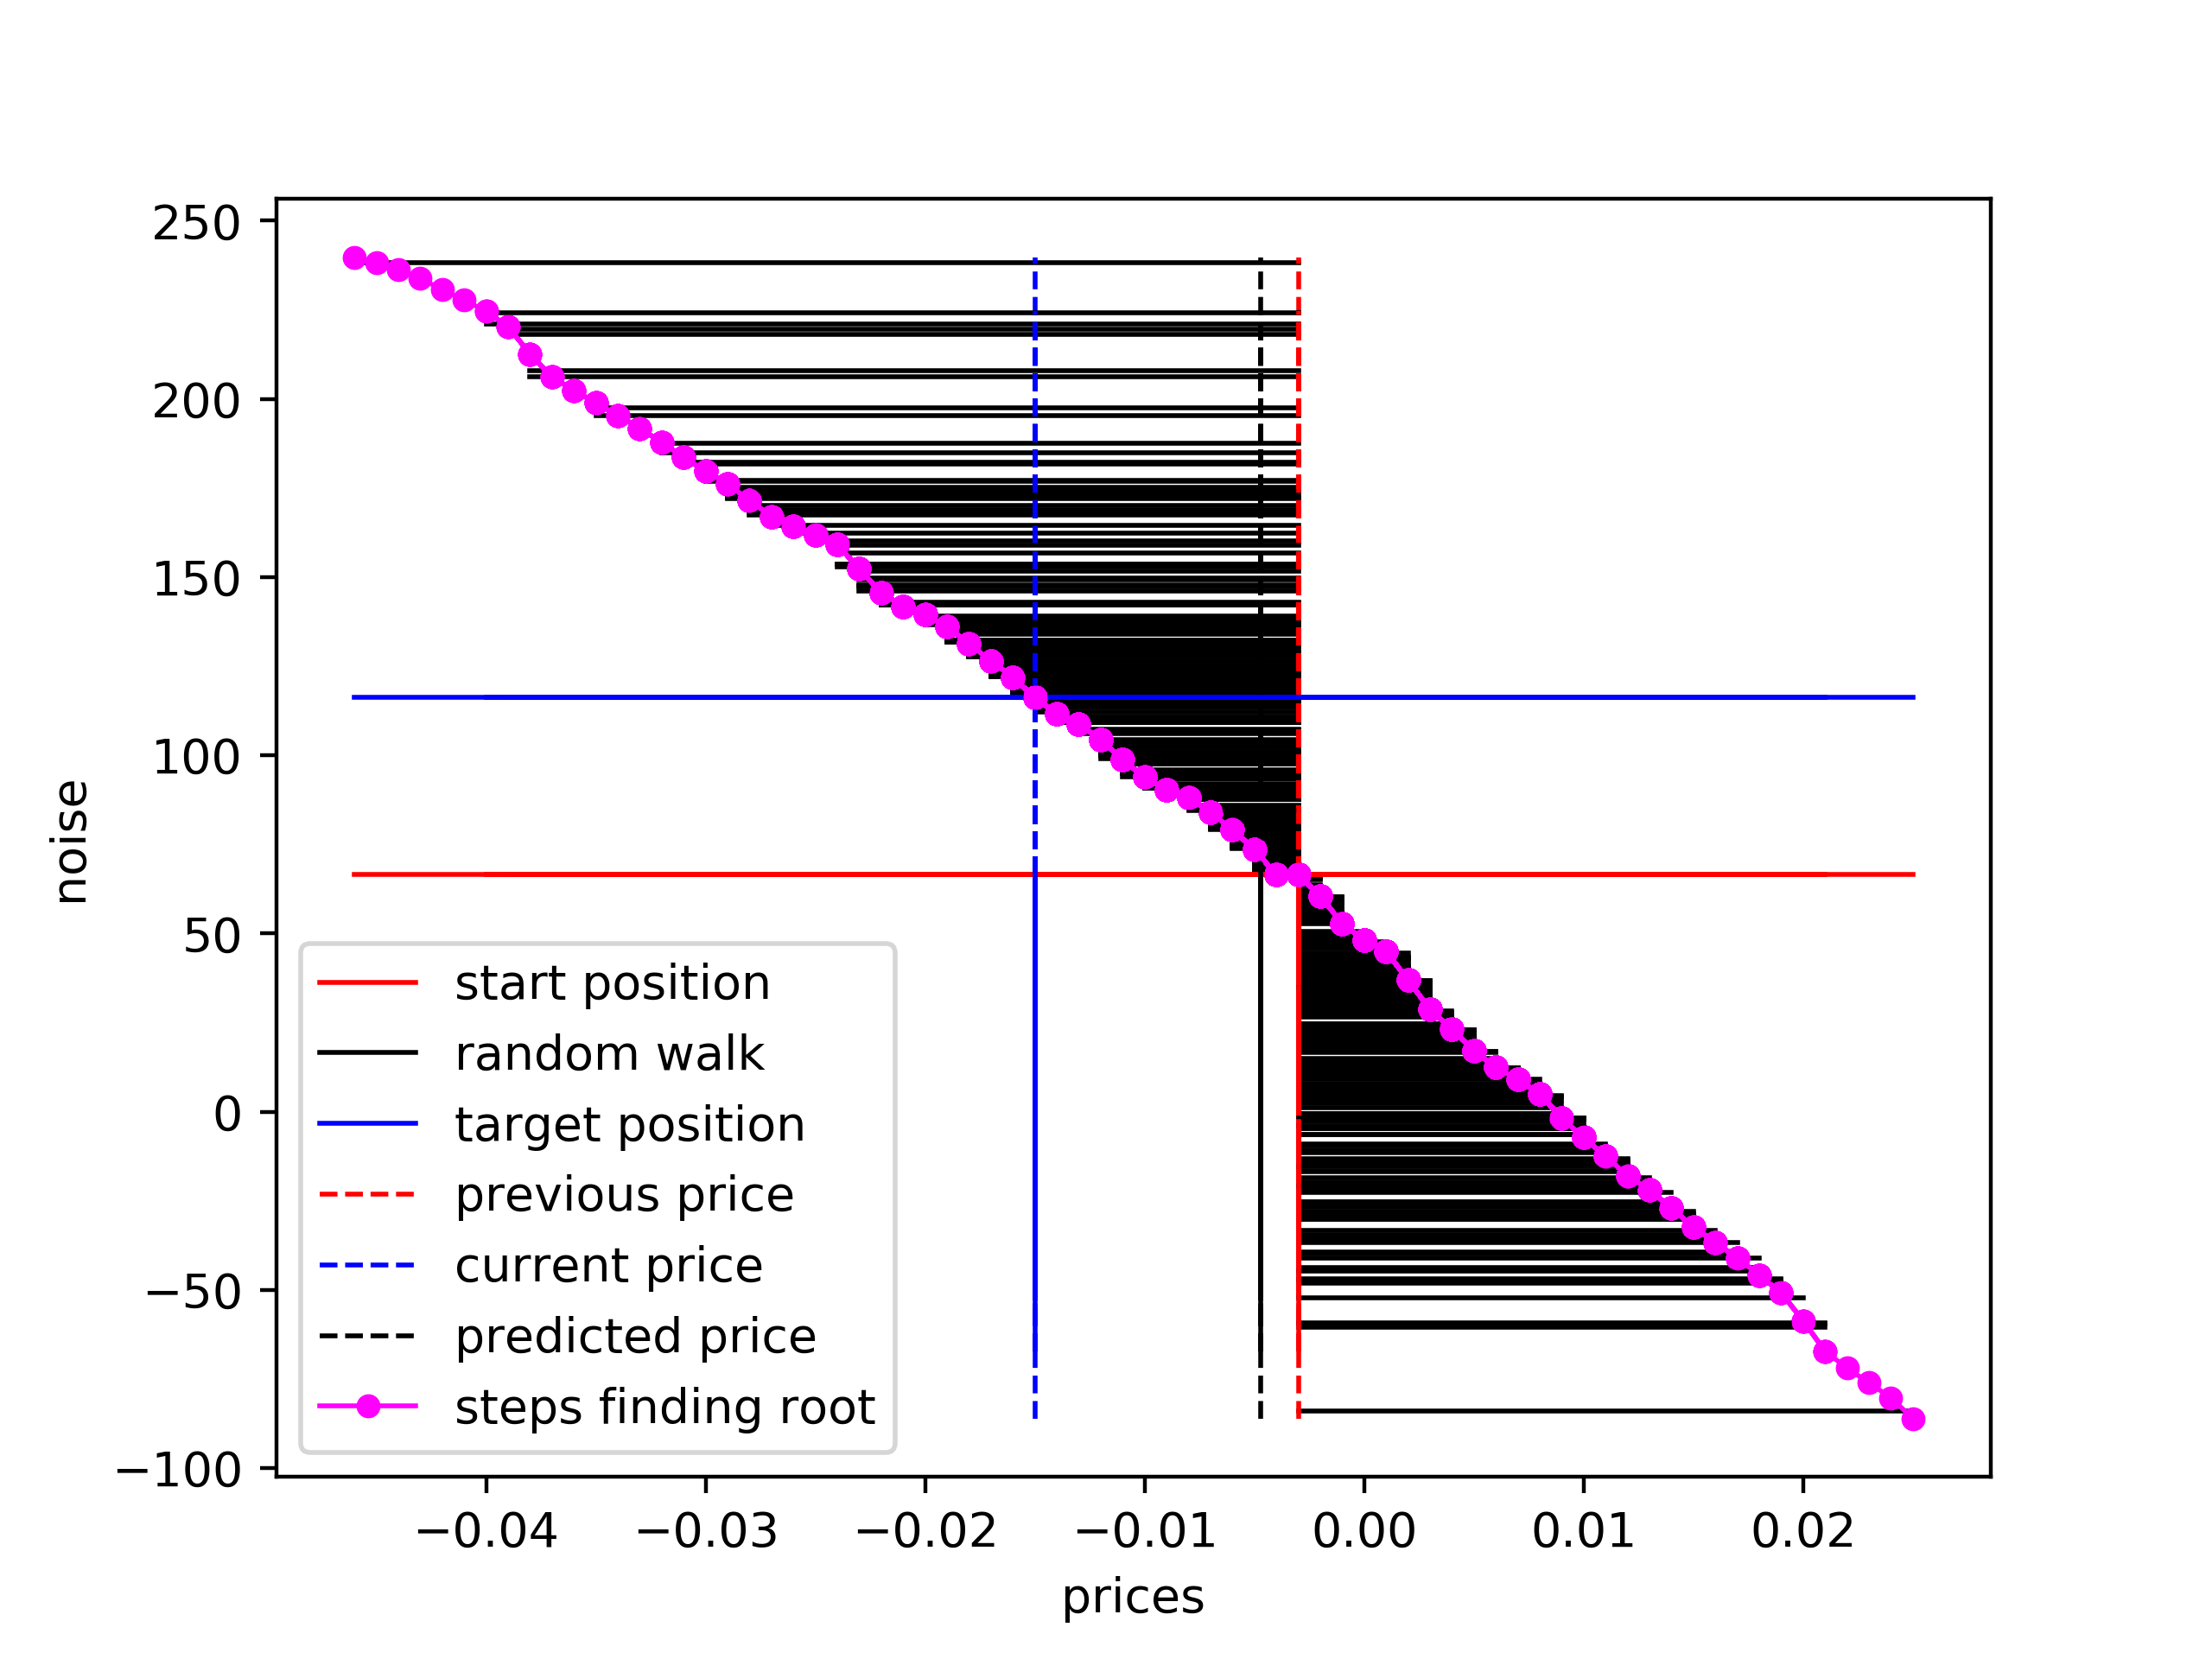 250
200
150
100
50
0
−50
−100
noise
start position
random walk
target position
previous price
current price
predicted price
steps finding root
−0.04 −0.03 −0.02 −0.01 0.00 0.01 0.02
prices